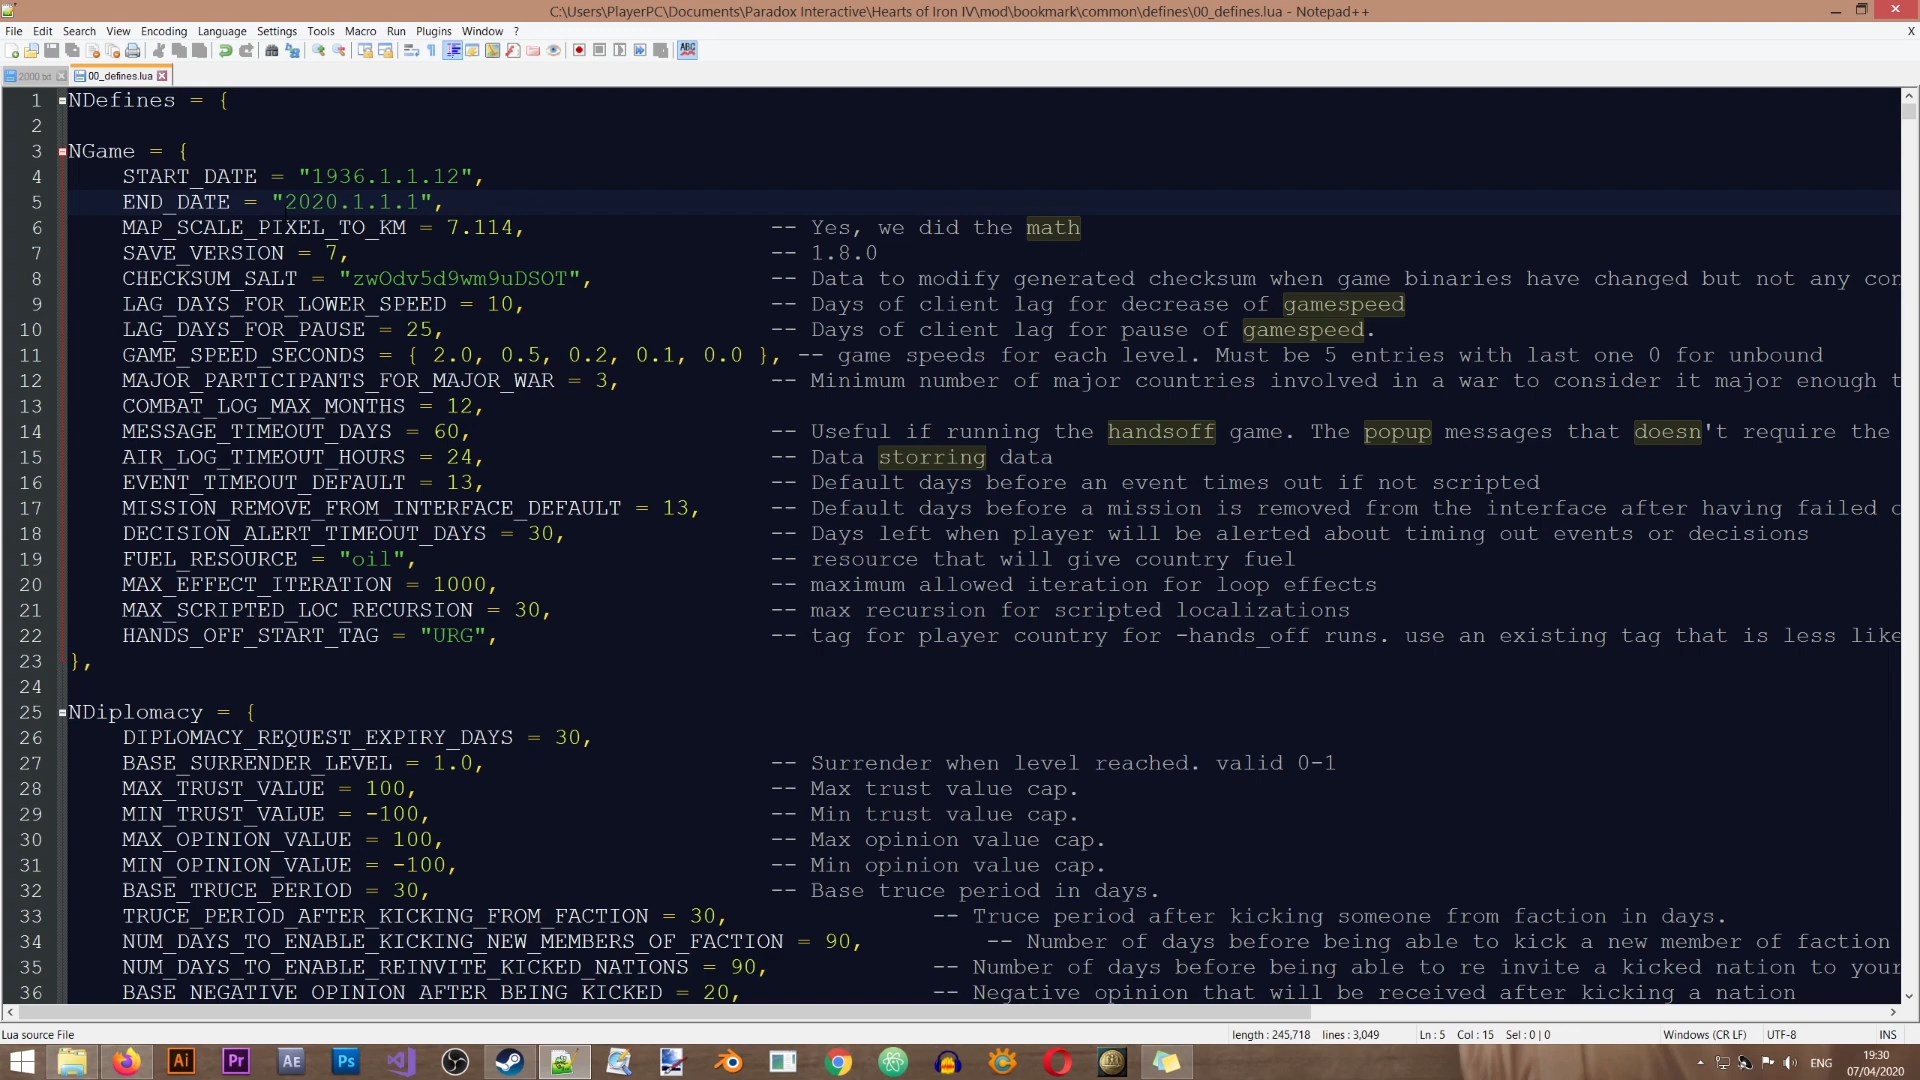 C:\Users\PlayerPC\Documents\Paradox Interactive\Hearts of Iron IV\mod\bookmark\common\defines\00_defines.lua - Notepad++
File Edit Search View Encoding Language Settings Tools Macro Run Plugins Window ? X
2000.txt 00_defines.lua
1 NDefines = {
2
3 NGame = {
4 START_DATE = "1936.1.1.12",
5 END_DATE = "2020.1.1.1",
6 MAP_SCALE_PIXEL_TO_KM = 7.114, -- Yes, we did the math
7 SAVE_VERSION = 7, -- 1.8.0
8 CHECKSUM_SALT = "zwOdv5d9wm9uDSOT", -- Data to modify generated checksum when game binaries have changed but not any con
9 LAG_DAYS_FOR_LOWER_SPEED = 10, -- Days of client lag for decrease of gamespeed
10 LAG_DAYS_FOR_PAUSE = 25, -- Days of client lag for pause of gamespeed.
11 GAME_SPEED_SECONDS = { 2.0, 0.5, 0.2, 0.1, 0.0 }, -- game speeds for each level. Must be 5 entries with last one 0 for unbound
12 MAJOR_PARTICIPANTS_FOR_MAJOR_WAR = 3, -- Minimum number of major countries involved in a war to consider it major enough t
13 COMBAT_LOG_MAX_MONTHS = 12,
14 MESSAGE_TIMEOUT_DAYS = 60, -- Useful if running the handsoff game. The popup messages that doesn't require the
15 AIR_LOG_TIMEOUT_HOURS = 24, -- Data storring data
16 EVENT_TIMEOUT_DEFAULT = 13, -- Default days before an event times out if not scripted
17 MISSION_REMOVE_FROM_INTERFACE_DEFAULT = 13, -- Default days before a mission is removed from the interface after having failed c
18 DECISION_ALERT_TIMEOUT_DAYS = 30, -- Days left when player will be alerted about timing out events or decisions
19 FUEL_RESOURCE = "oil", -- resource that will give country fuel
20 MAX_EFFECT_ITERATION = 1000, -- maximum allowed iteration for loop effects
21 MAX_SCRIPTED_LOC_RECURSION = 30, -- max recursion for scripted localizations
22 HANDS_OFF_START_TAG = "URG", -- tag for player country for -hands_off runs. use an existing tag that is less like
23 },
24
25 NDiplomacy = {
26 DIPLOMACY_REQUEST_EXPIRY_DAYS = 30,
27 BASE_SURRENDER_LEVEL = 1.0, -- Surrender when level reached. valid 0-1
28 MAX_TRUST_VALUE = 100, -- Max trust value cap.
29 MIN_TRUST_VALUE = -100, -- Min trust value cap.
30 MAX_OPINION_VALUE = 100, -- Max opinion value cap.
31 MIN_OPINION_VALUE = -100, -- Min opinion value cap.
32 BASE_TRUCE_PERIOD = 30, -- Base truce period in days.
33 TRUCE_PERIOD_AFTER_KICKING_FROM_FACTION = 30, -- Truce period after kicking someone from faction in days.
34 NUM_DAYS_TO_ENABLE_KICKING_NEW_MEMBERS_OF_FACTION = 90, -- Number of days before being able to kick a new member of faction
35 NUM_DAYS_TO_ENABLE_REINVITE_KICKED_NATIONS = 90, -- Number of days before being able to re invite a kicked nation to your
36 BASE_NEGATIVE_OPINION_AFTER_BEING_KICKED = 20, -- Negative opinion that will be received after kicking a nation
Lua source File length : 245,718 lines : 3,049 Ln : 5 Col : 15 Sel : 0 | 0 Windows (CR LF) UTF-8 INS
Ai Pr Ae Ps ENG 19:30
07/04/2020